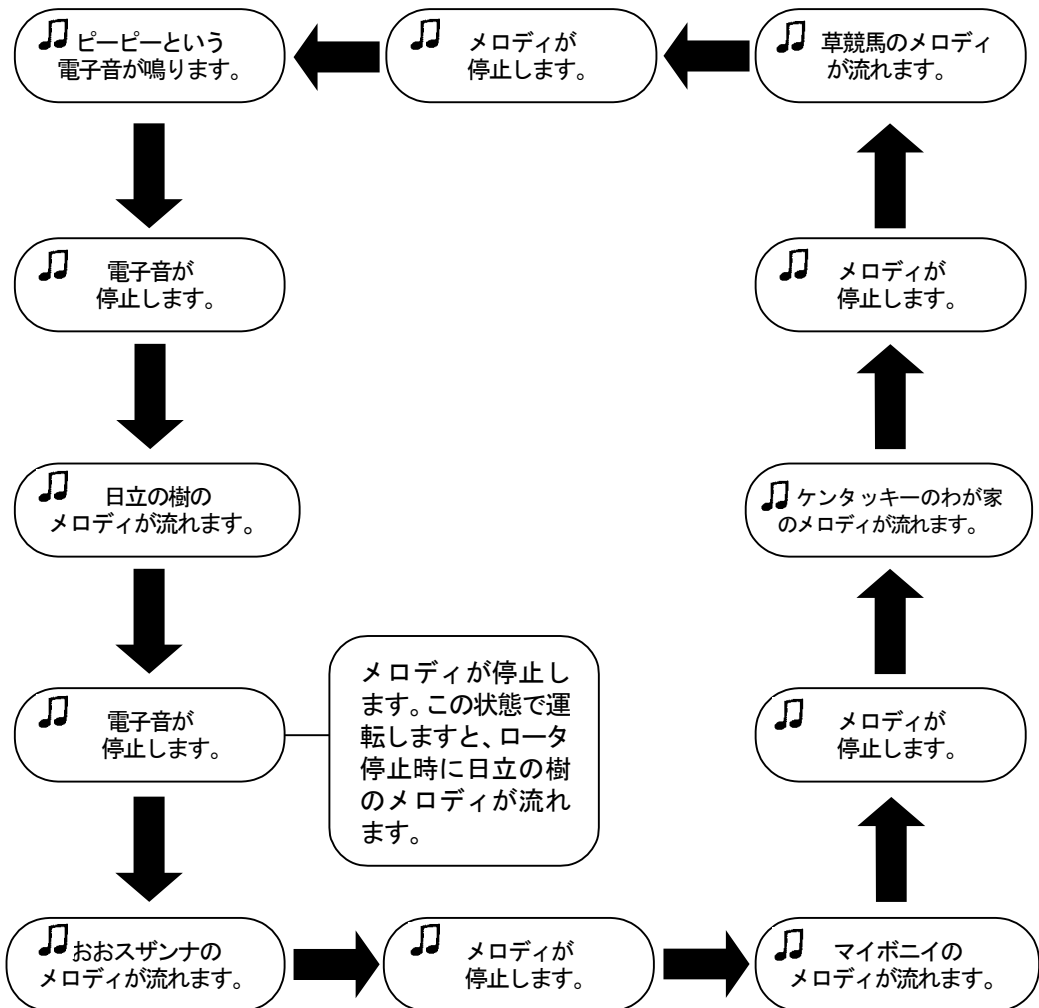 ピーピーという
電子音が鳴ります。
メロディが
停止します。
草競馬のメロディ
が流れます。
電子音が
停止します。
メロディが
停止します。
日立の樹の
メロディが流れます。
ケンタッキーのわが家
のメロディが流れます。
電子音が
停止します。
メロディが停止し
ます。この状態で運
転しますと、ロータ
停止時に日立の樹
のメロディが流れ
ます。
メロディが
停止します。
おおスザンナの
メロディが流れます。
メロディが
停止します。
マイボニイの
メロディが流れます。